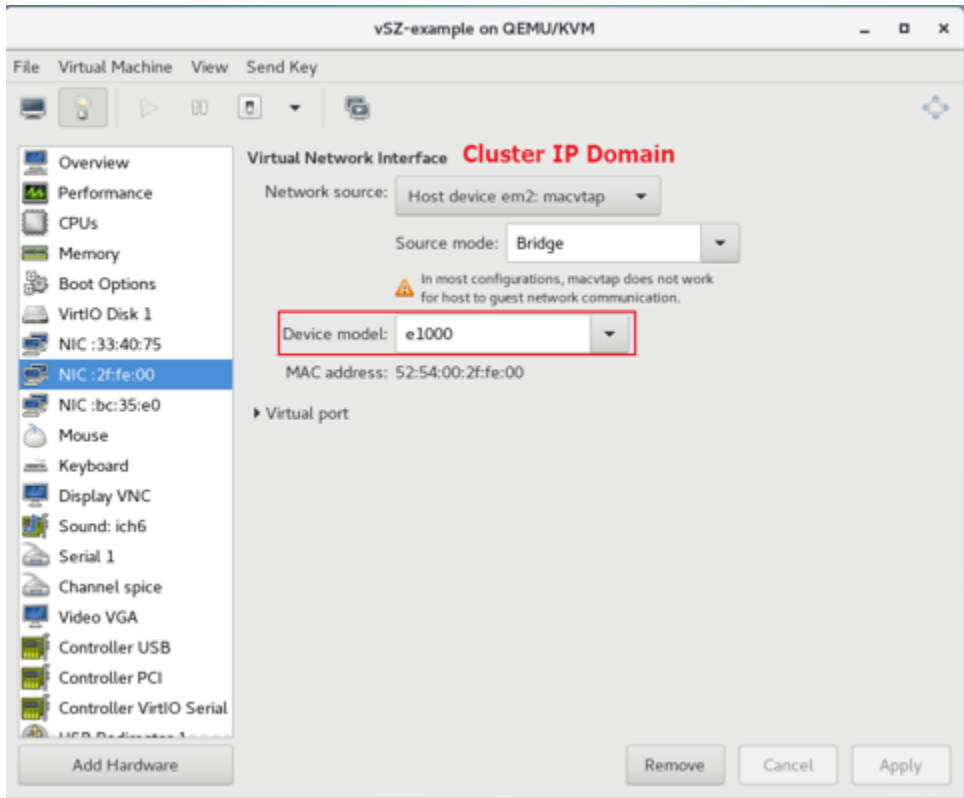 vSZ-example on QEMU/KVM
File Virtual Machine View Send Key
Overview
Performance
CPUs
Memory
Boot Options
VirtIO Disk 1
NIC :33:40:75
NIC :2f:fe:00
NIC :bc:35:e0
Mouse
Keyboard
Display VNC
Sound: ich6
Serial 1
Channel spice
Video VGA
Controller USB
Controller PCI
Controller VirtIO Serial
USB Redirector 1
Add Hardware
Virtual Network Interface Cluster IP Domain
Network source: Host device em2: macvtap
Source mode: Bridge
In most configurations, macvtap does not work
for host to guest network communication.
Device model: e1000
MAC address: 52:54:00:2f:fe:00
Virtual port
Remove Cancel Apply